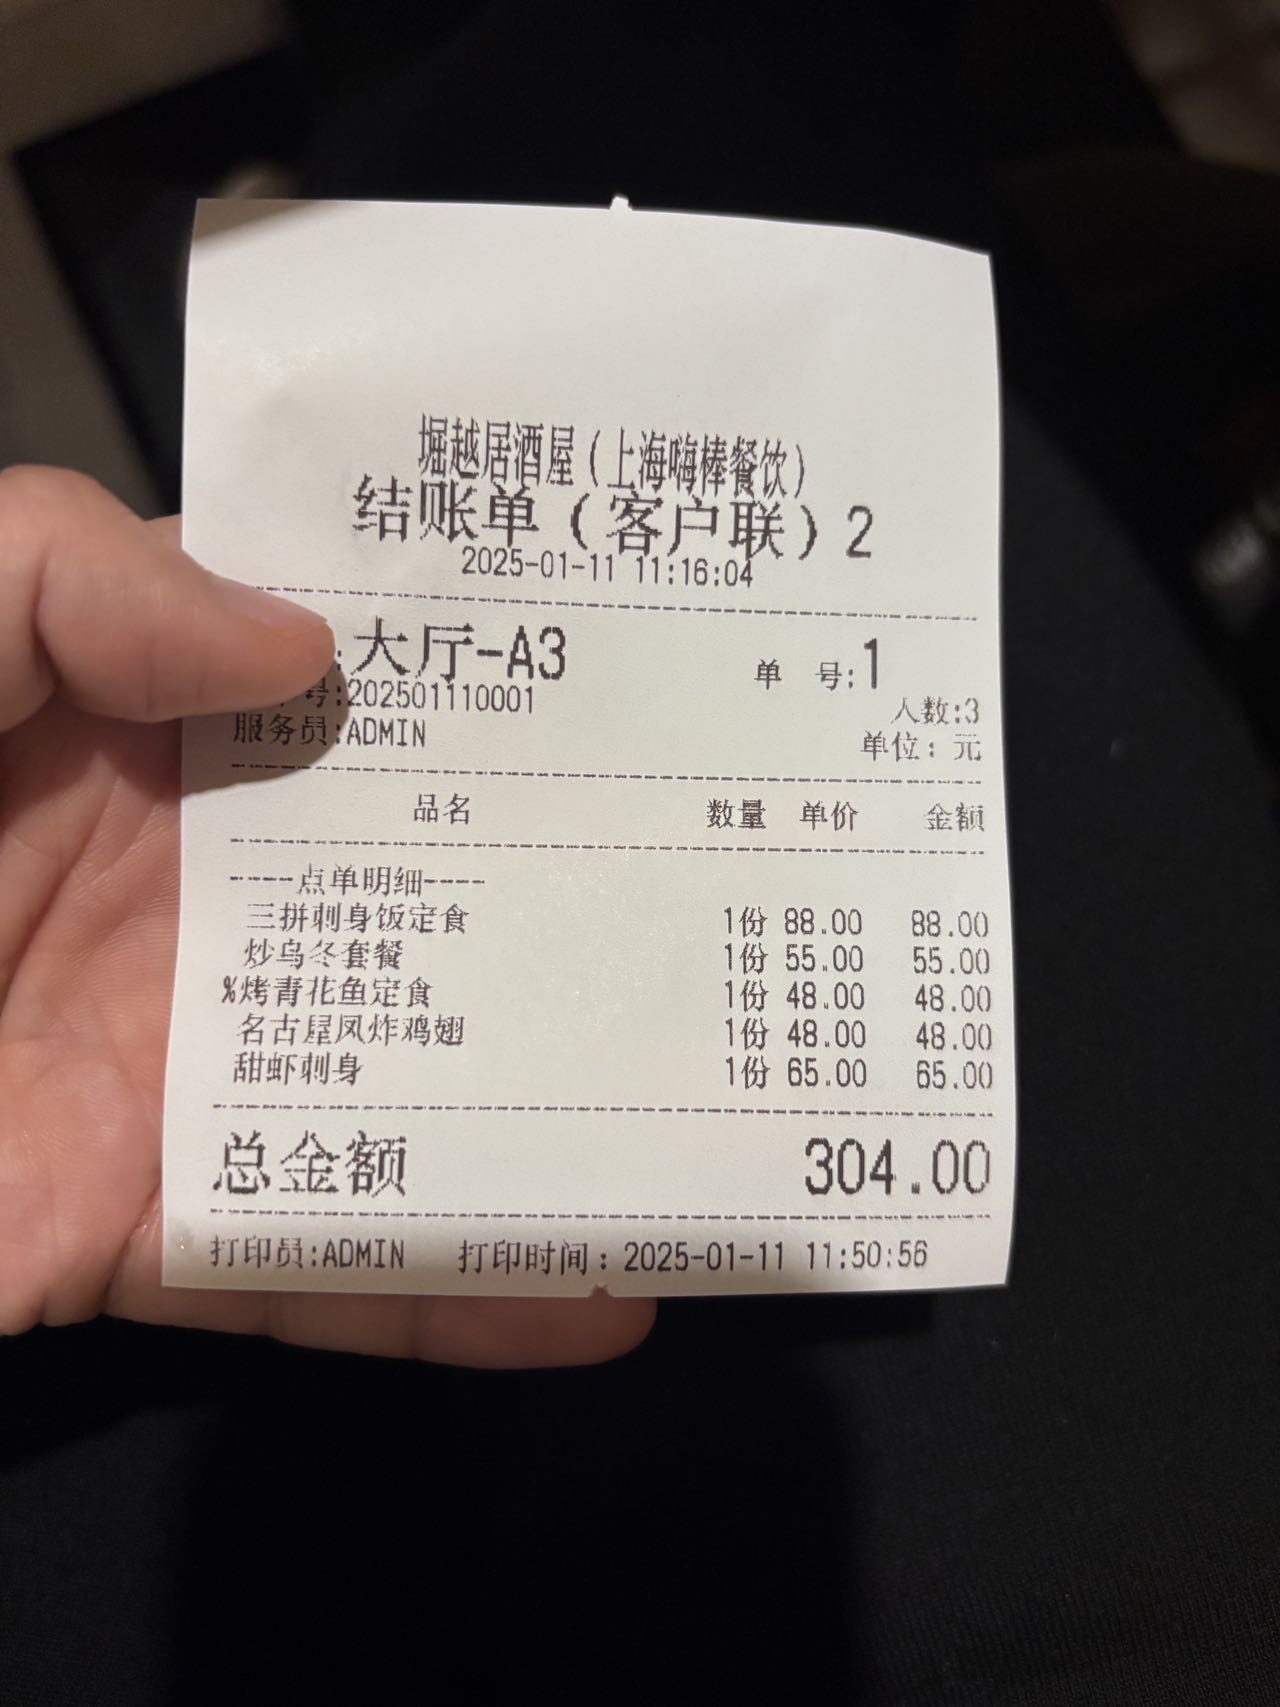 堀越居酒屋(上海嗨棒餐饮)
结账单(客户联)2
2025-01-11 11:16:04
:大厅-A3 单 号:1
号:202501110001 人数:3
服务员:ADMIN 单位: 元
品名 数量 单价 金额
----点单明细----
三拼刺身饭定食 1份 88.00 88.00
炒乌冬套餐 1份 55.00 55.00
%烤青花鱼定食 1份 48.00 48.00
名古屋风炸鸡翅 1份 48.00 48.00
甜虾刺身 1份 65.00 65.00
总金额 304.00
打印员:ADMIN 打印时间: 2025-01-11 11:50:56